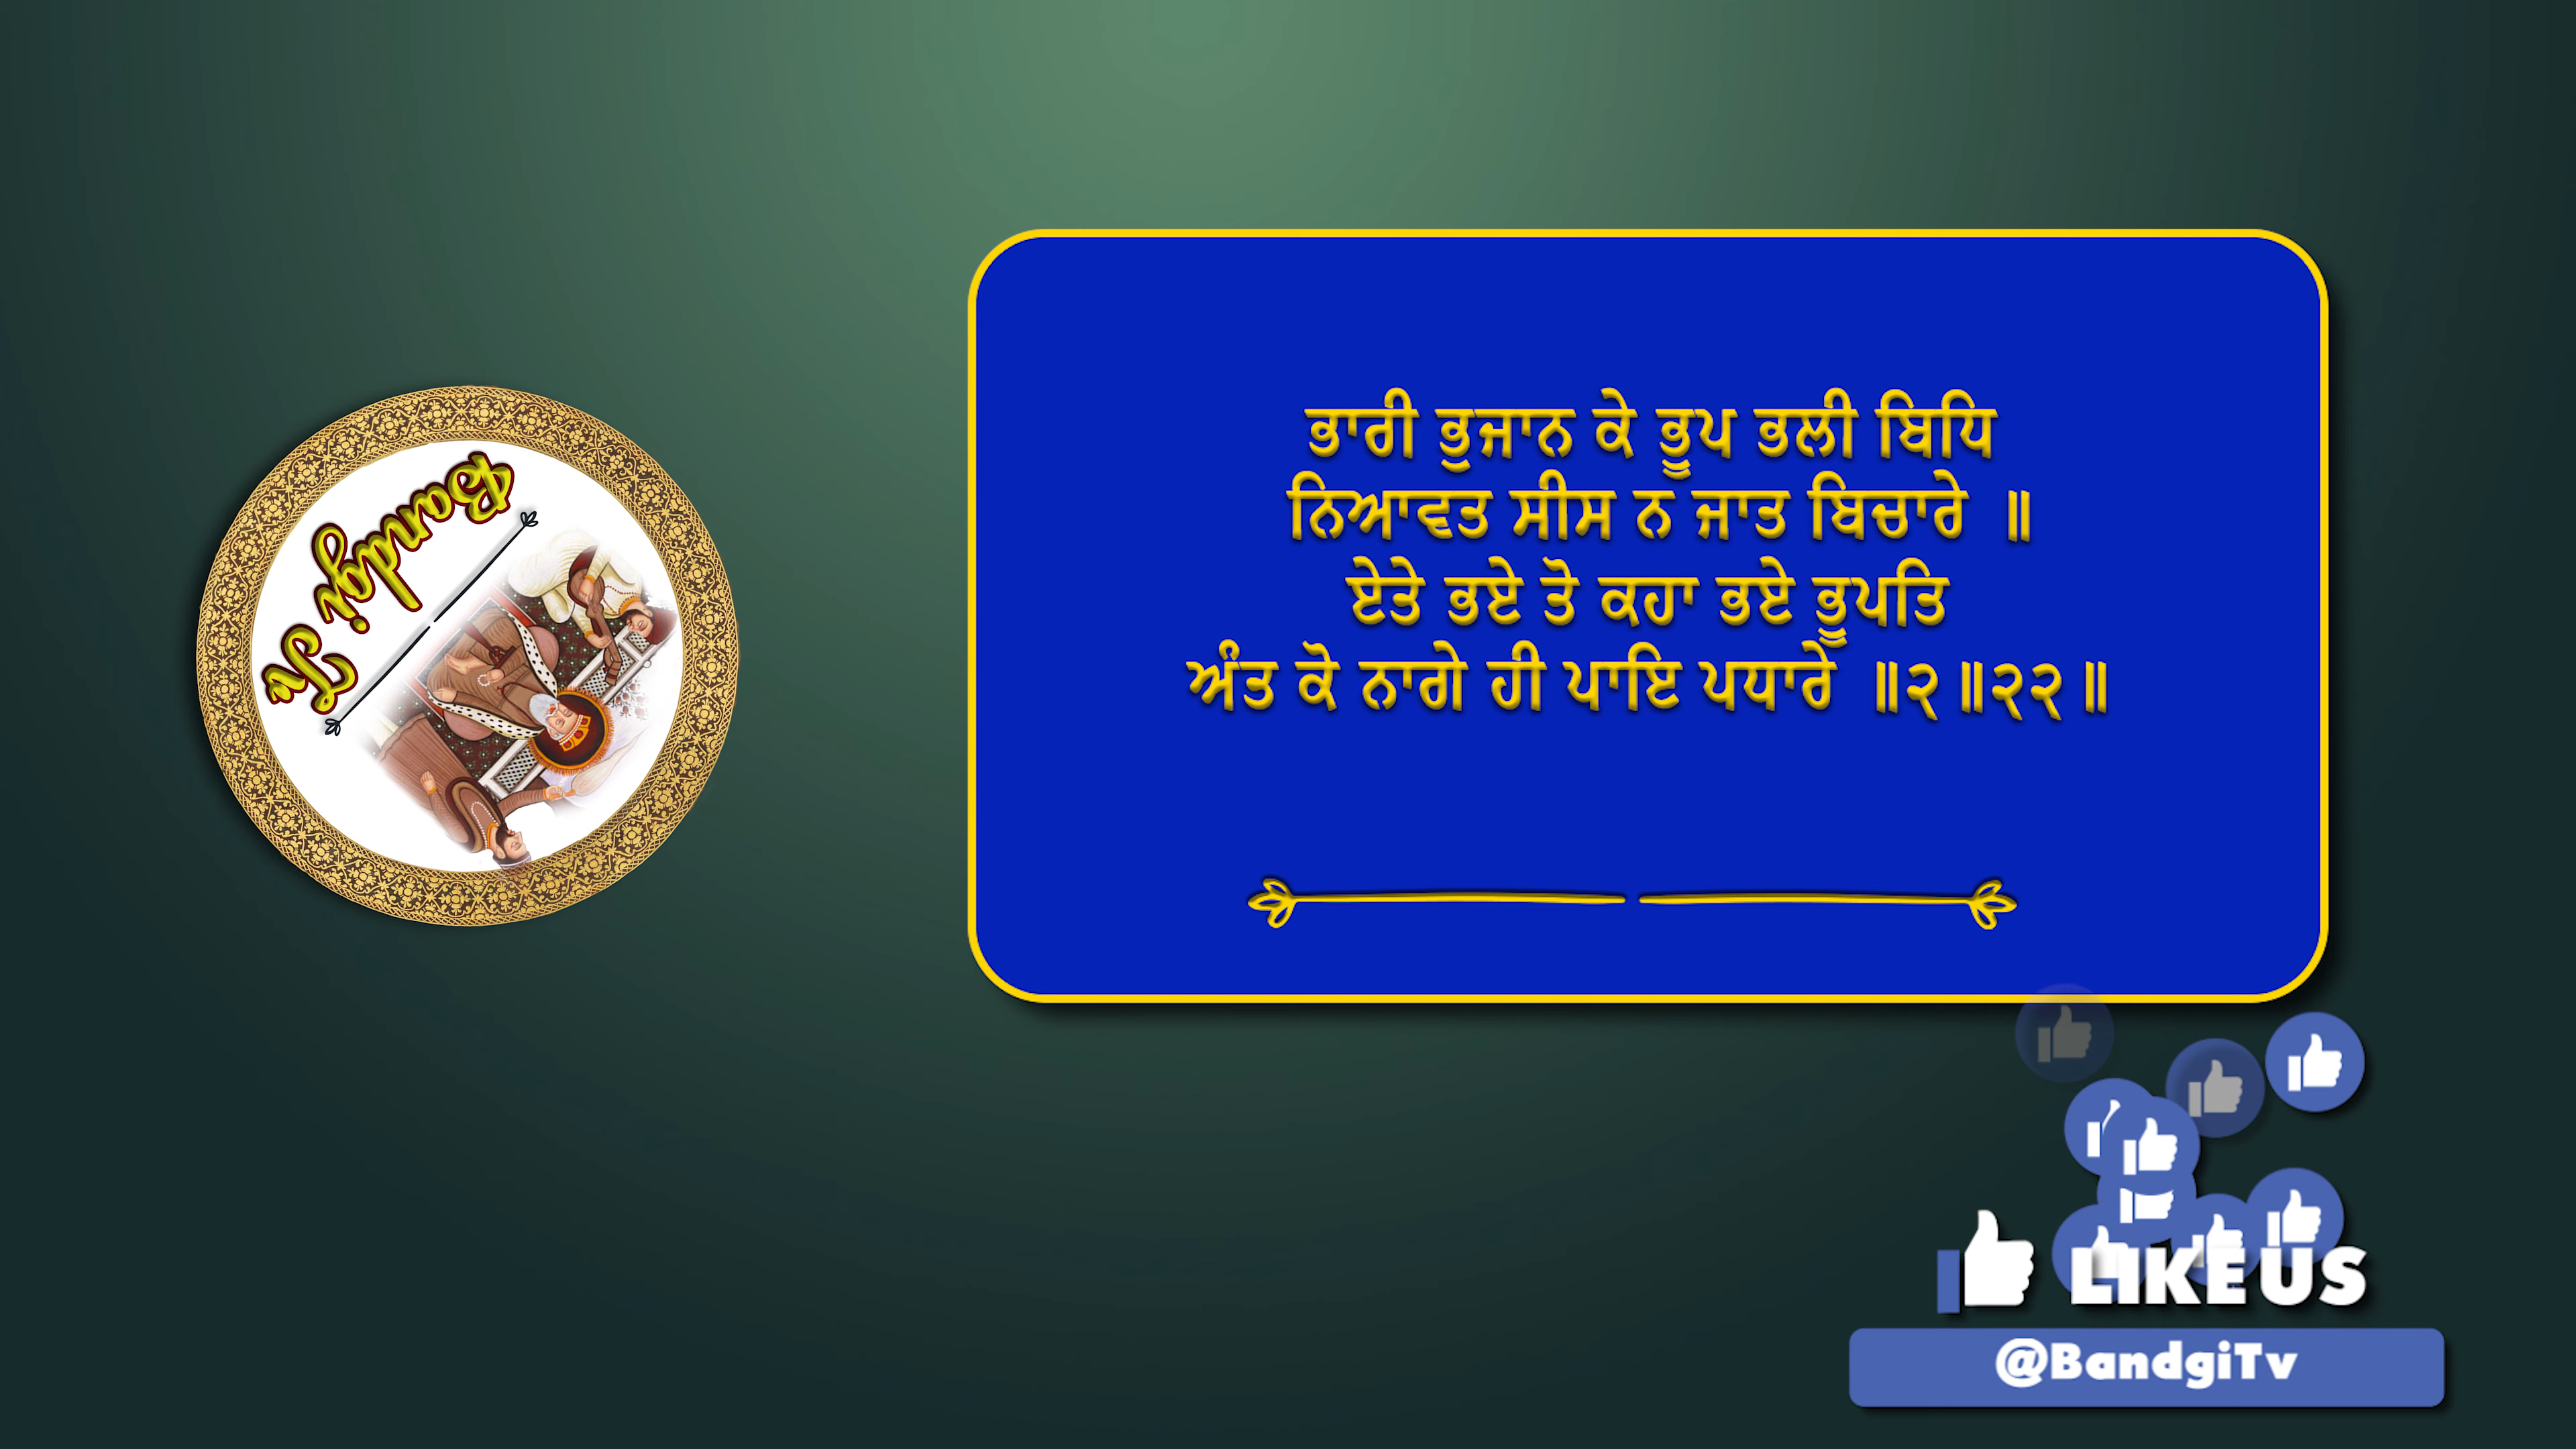 Bandgi Tv
ਭਾਰੀ ਭੁਜਾਨ ਕੇ ਭੂਪ ਭਲੀ ਬਿਧਿ
ਨਿਆਵਤ ਸੀਸ ਨ ਜਾਤ ਬਿਚਾਰੇ ॥
ਏਤੇ ਭਏ ਤੋ ਕਹਾ ਭਏ ਭੂਪਤਿ
ਅੰਤ ਕੋ ਨਾਗੇ ਹੀ ਪਾਇ ਪਧਾਰੇ ॥੨॥੨੨॥
LIKE US
@BandgiTv